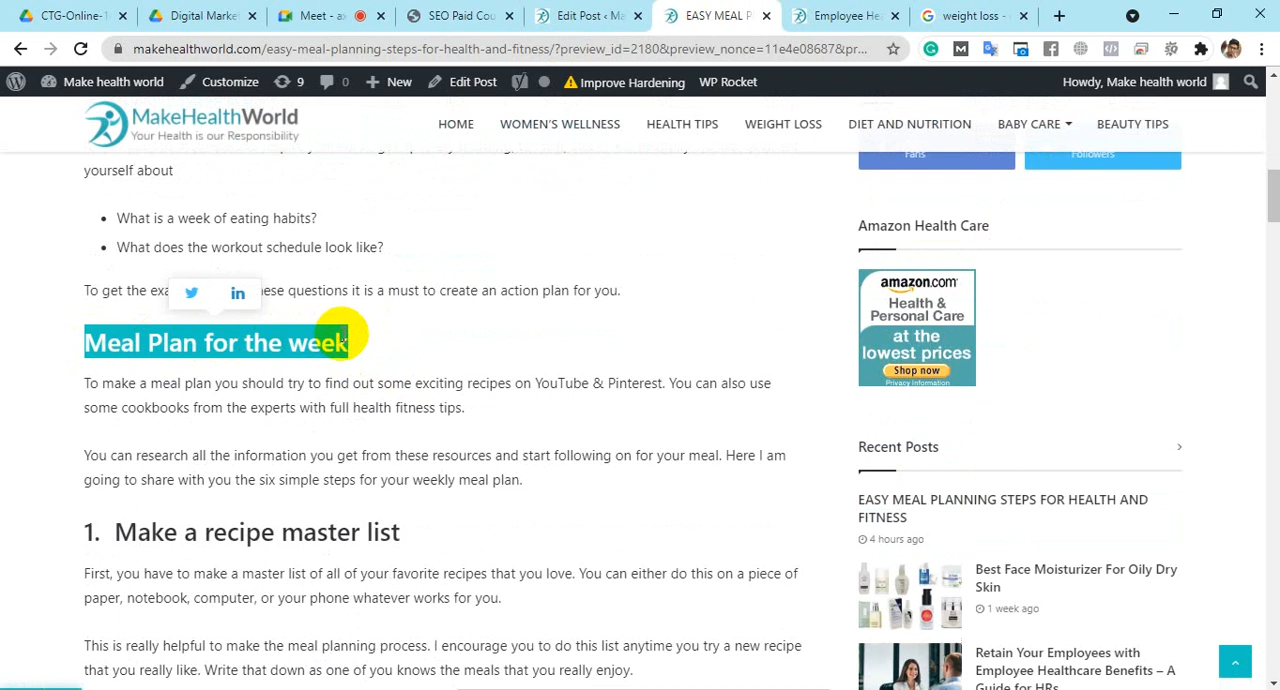 CTG-Online
Digital Mar
Meet - a
SEO Paid Co
Edit Post ‹ M
EASY MEAL P
Employee He
weight loss -
makehealthworld.com/easy-meal-planning-steps-for-health-and-fitness/?preview_id=2180&preview_nonce=11e4e08687&pr...
Make health world Customize 9 New Edit Post Improve Hardening WP Rocket Howdy, Make health world
MakeHealthWorld
Your Health is our Responsibility
HOME WOMEN'S WELLNESS HEALTH TIPS WEIGHT LOSS DIET AND NUTRITION BABY CARE BEAUTY TIPS
yourself about
• What is a week of eating habits?
• What does the workout schedule look like?
To get the exa these questions it is a must to create an action plan for you.
Meal Plan for the week
To make a meal plan you should try to find out some exciting recipes on YouTube & Pinterest. You can also use
some cookbooks from the experts with full health fitness tips.
You can research all the information you get from these resources and start following on for your meal. Here I am
going to share with you the six simple steps for your weekly meal plan.
1. Make a recipe master list
First, you have to make a master list of all of your favorite recipes that you love. You can either do this on a piece of
paper, notebook, computer, or your phone whatever works for you.
This is really helpful to make the meal planning process. I encourage you to do this list anytime you try a new recipe
that you really like. Write that down as one of you knows the meals that you really enjoy.
Fans
Followers
Amazon Health Care
amazon.com
Health &
Personal Care
at the
lowest prices
Shop now
Privacy Information
Recent Posts
EASY MEAL PLANNING STEPS FOR HEALTH AND
FITNESS
4 hours ago
Best Face Moisturizer For Oily Dry
Skin
1 week ago
Retain Your Employees with
Employee Healthcare Benefits – A
Guide for HRs